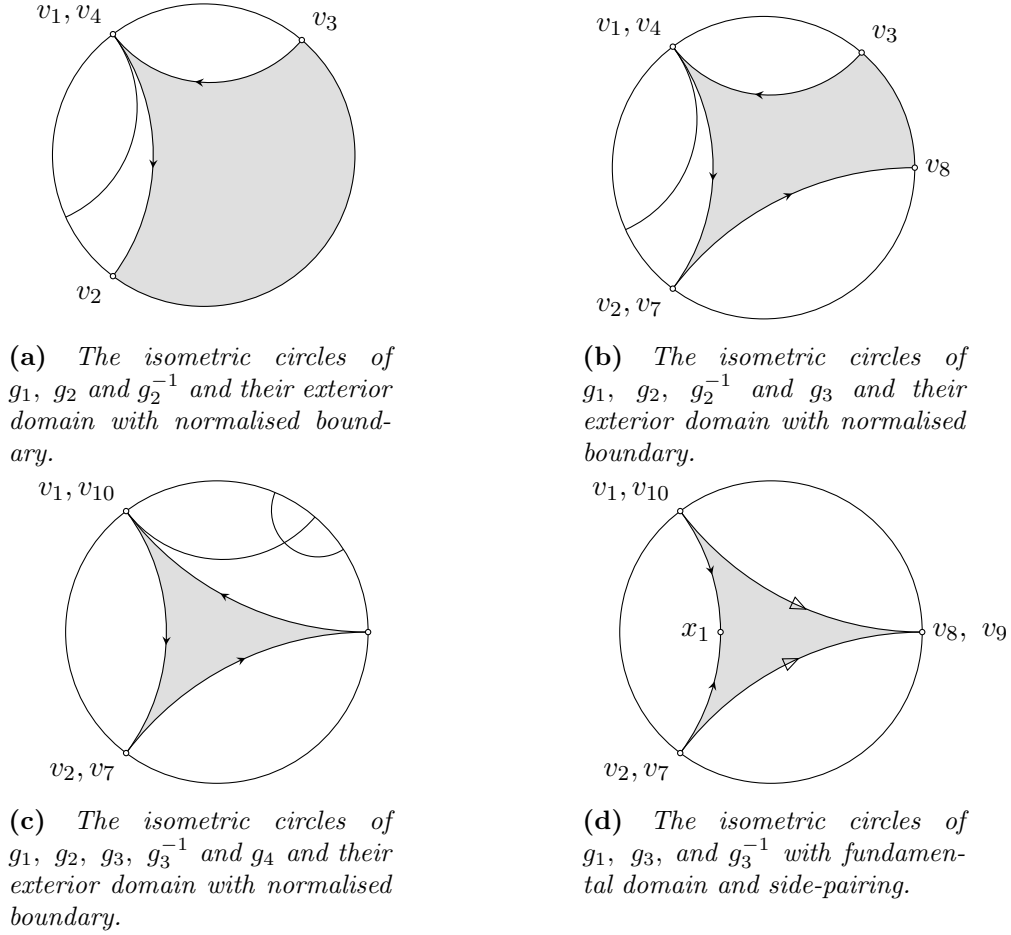 v₁, v₄
v₃
v₂
(a) The isometric circles of
g₁, g₂ and g₂⁻¹ and their exterior
domain with normalised bound-
ary.
v₁, v₄
v₃
v₈
v₂, v₇
(b) The isometric circles of
g₁, g₂, g₂⁻¹ and g₃ and their
exterior domain with normalised
boundary.
v₁, v₁₀
v₂, v₇
(c) The isometric circles of
g₁, g₂, g₃, g₃⁻¹ and g₄ and their
exterior domain with normalised
boundary.
v₁, v₁₀
x₁
v₈, v₉
v₂, v₇
(d) The isometric circles of
g₁, g₃, and g₃⁻¹ with fundamen-
tal domain and side-pairing.